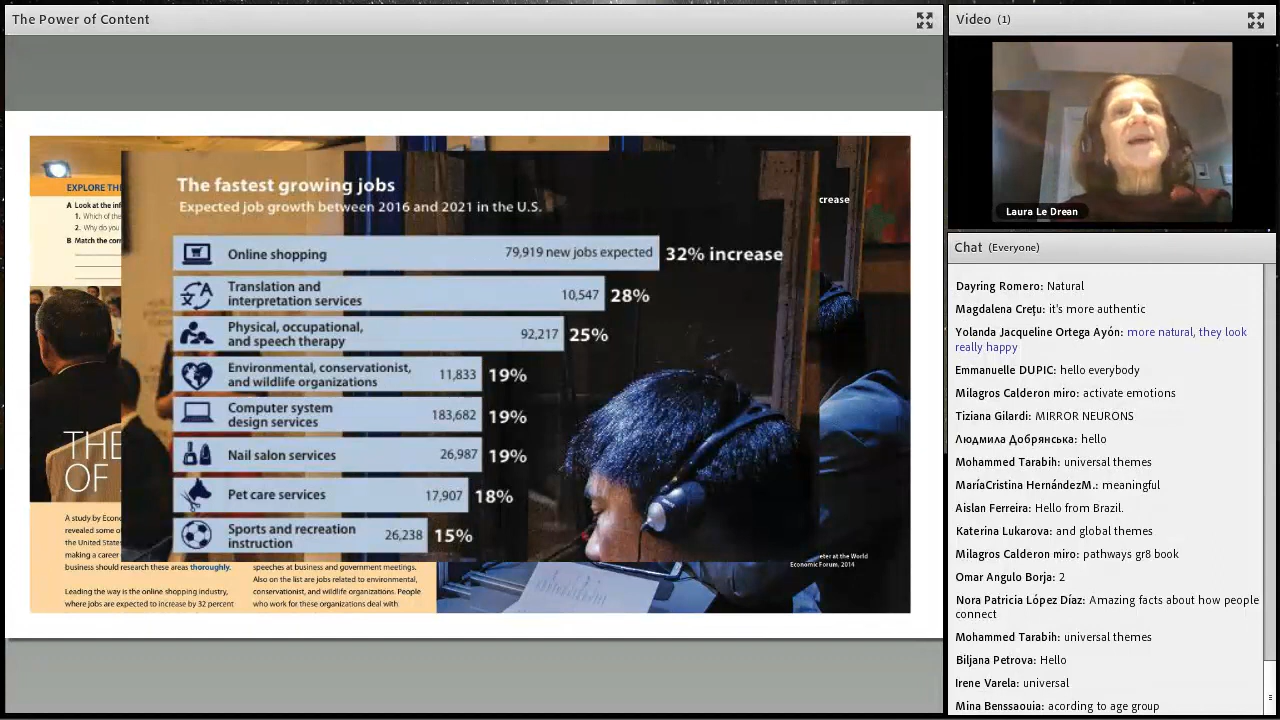 The Power of Content
EXPLORE THE
A Look at the inf
1. Which of the
2. Why do you
B Match the corr
THE
OF
A study by Econo
revealed some o
the United States
making a career
business should research these areas thoroughly.
Leading the way is the online shopping industry,
where jobs are expected to increase by 32 percent
The fastest growing jobs
Expected job growth between 2016 and 2021 in the U.S.
Online shopping 79,919 new jobs expected 32% increase
Translation and
interpretation services 10,547 28%
Physical, occupational,
and speech therapy 92,217 25%
Environmental, conservationist,
and wildlife organizations 11,833 19%
Computer system
design services 183,682 19%
Nail salon services 26,987 19%
Pet care services 17,907 18%
Sports and recreation
instruction 26,238 15%
speeches at business and government meetings.
Also on the list are jobs related to environmental,
conservationist, and wildlife organizations. People
who work for these organizations deal with
crease
eter at the World
Economic Forum, 2014
Video (1)
Laura Le Drean
Chat (Everyone)
Dayring Romero: Natural
Magdalena Crețu: it's more authentic
Yolanda Jacqueline Ortega Ayón: more natural, they look
really happy
Emmanuelle DUPIC: hello everybody
Milagros Calderon miro: activate emotions
Tiziana Gilardi: MIRROR NEURONS
Людмила Добрянська: hello
Mohammed Tarabih: universal themes
MaríaCristina HernándezM.: meaningful
Aislan Ferreira: Hello from Brazil.
Katerina Lukarova: and global themes
Milagros Calderon miro: pathways gr8 book
Omar Angulo Borja: 2
Nora Patricia López Díaz: Amazing facts about how people
connect
Mohammed Tarabih: universal themes
Biljana Petrova: Hello
Irene Varela: universal
Mina Benssaouia: acording to age group